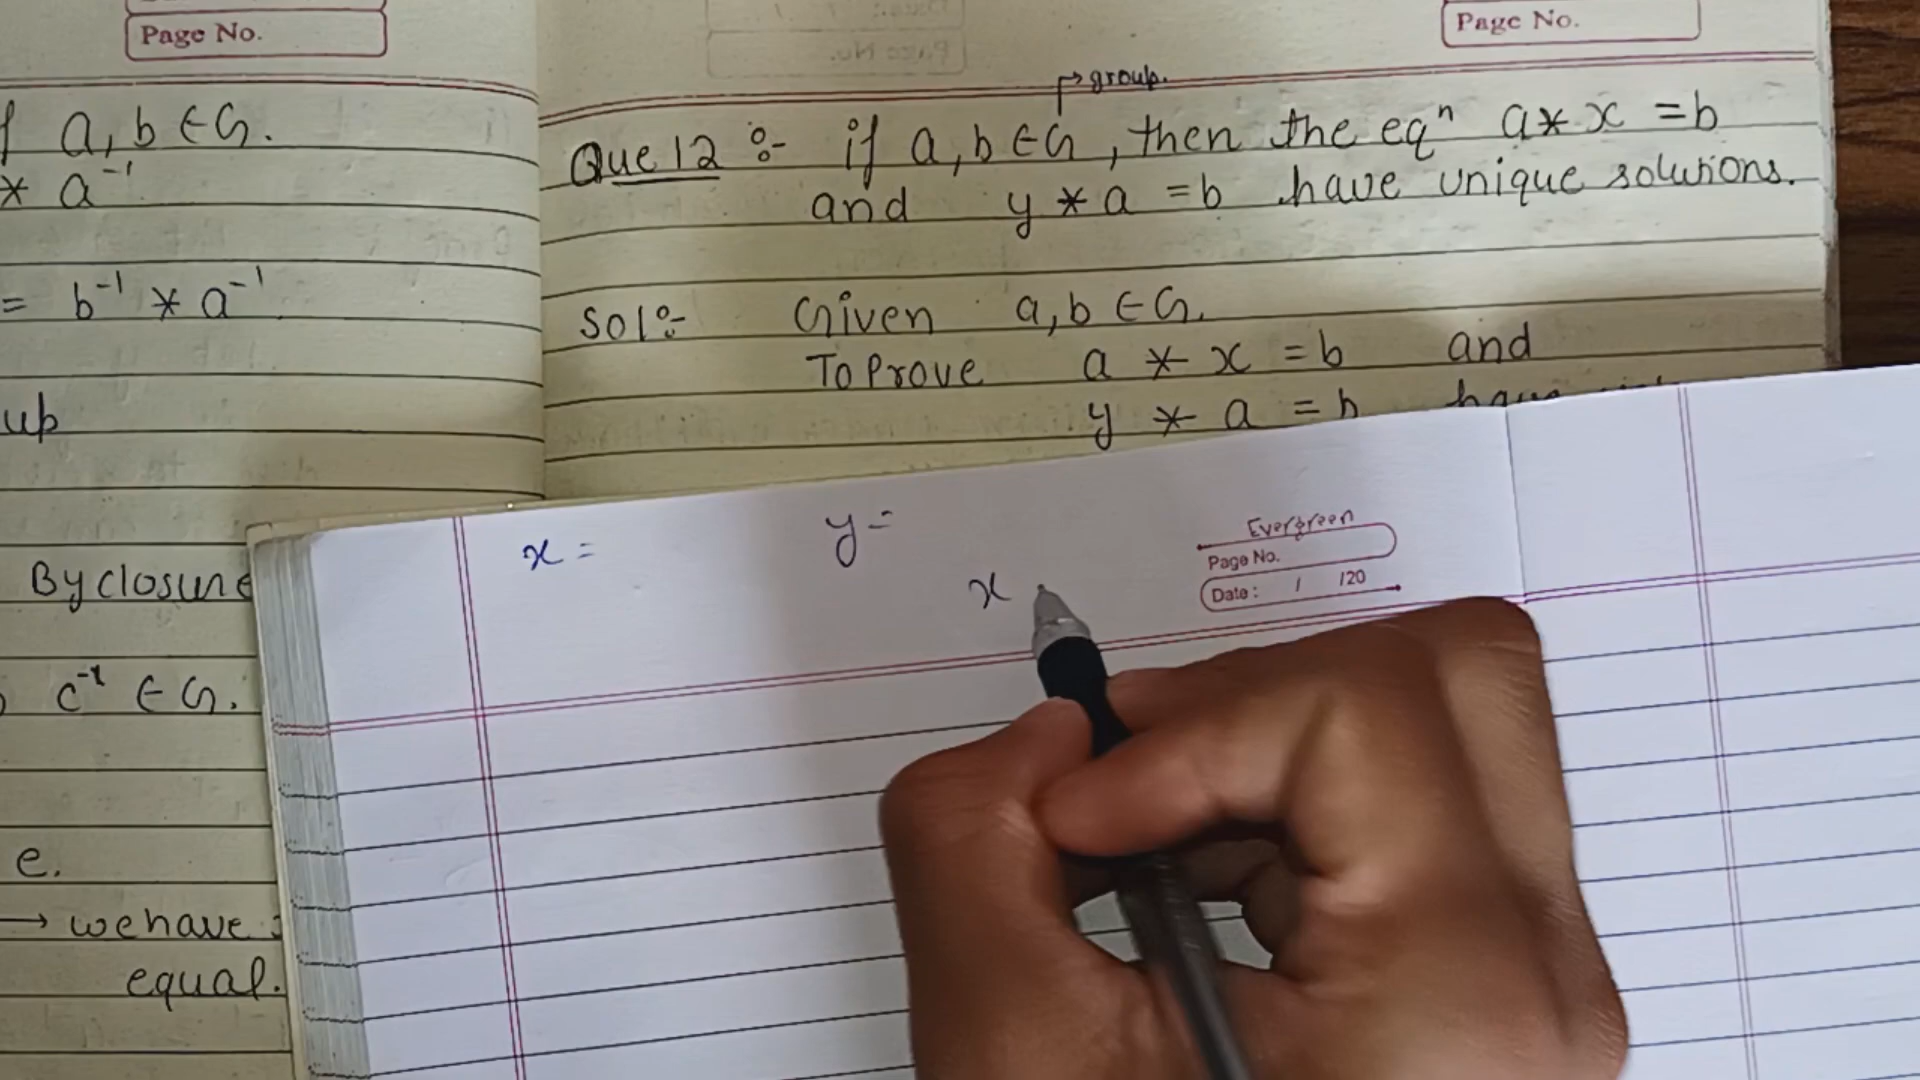 Page No.
a, b ∈ G.
* a⁻¹
= b⁻¹ * a⁻¹
By closure
c⁻¹ ∈ G.
e.
→ we have
equal.
Page No.
↱ group.
Que 12 :- if a, b ∈ G, then the eqⁿ a * x = b
and y * a = b have unique solutions.
Sol:- Given a, b ∈ G.
To Prove a * x = b and
y * a = b have
x = y =
x
Evergreen
Page No.
Date: / /20